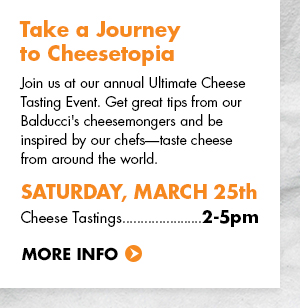 Take a Journey
to Cheesetopia
Join us at our annual Ultimate Cheese
Tasting Event. Get great tips from our
Balducci's cheesemongers and be
inspired by our chefs—taste cheese
from around the world.
SATURDAY, MARCH 25th
Cheese Tastings......................2-5pm
MORE INFO